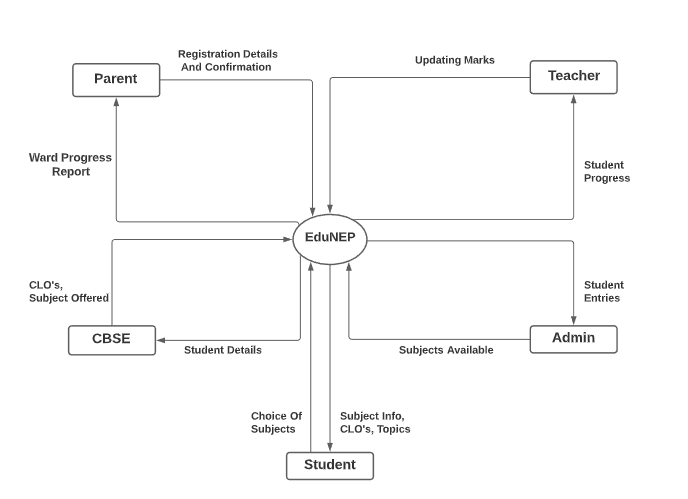 Registration Details
And Confirmation
Updating Marks
Parent
Teacher
Ward Progress
Report
Student
Progress
EduNEP
CLO's,
Subject Offered
Student
Entries
CBSE
Student Details
Subjects Available
Admin
Choice Of
Subjects
Subject Info,
CLO's, Topics
Student